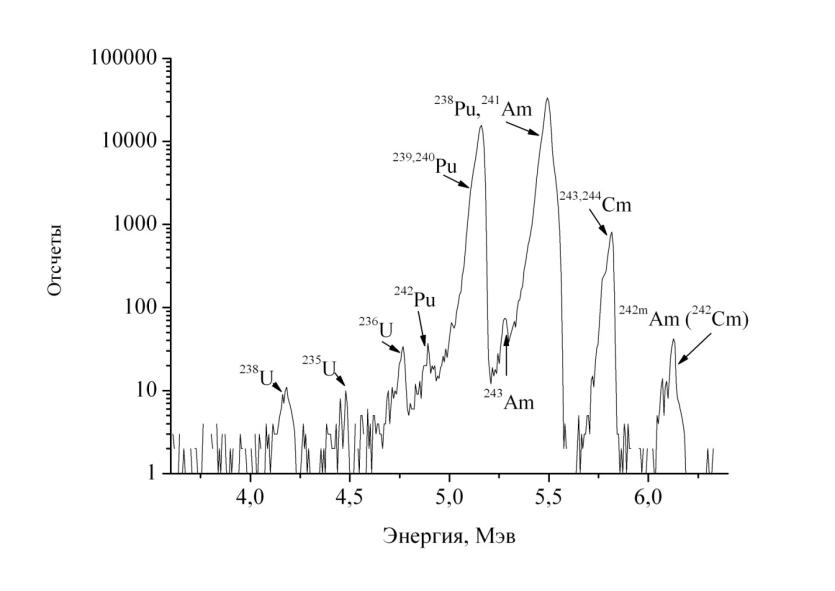 100000
10000
1000
100
10
1
Отсчеты
²³⁸Pu, ²⁴¹Am
²³⁹,²⁴⁰Pu
²⁴³,²⁴⁴Cm
²⁴²Pu
²³⁶U
²⁴²ᵐAm (²⁴²Cm)
²³⁸U
²³⁵U
²⁴³Am
4,0 4,5 5,0 5,5 6,0
Энергия, Мэв